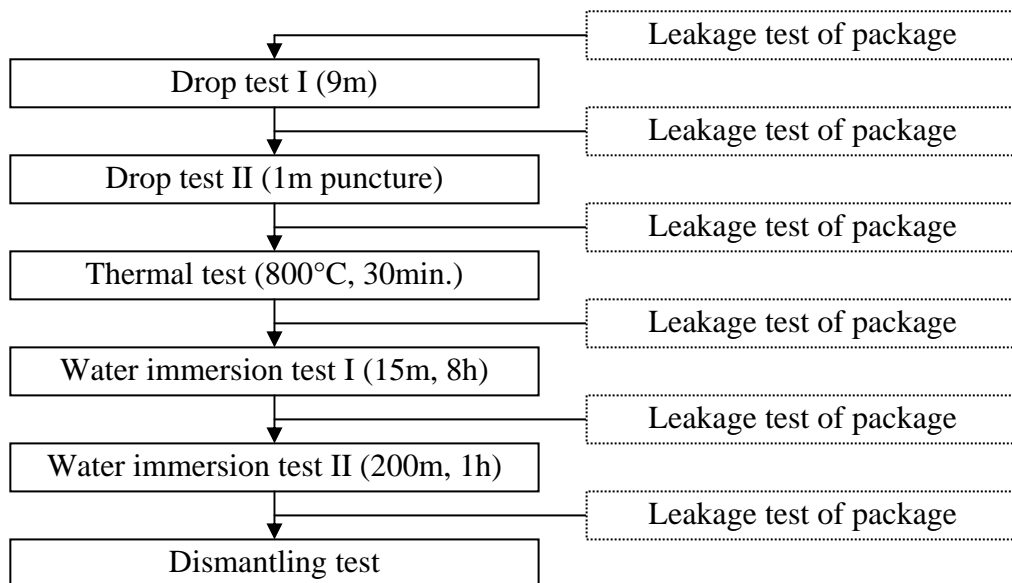 Leakage test of package
Drop test I (9m)
Leakage test of package
Drop test II (1m puncture)
Leakage test of package
Thermal test (800°C, 30min.)
Leakage test of package
Water immersion test I (15m, 8h)
Leakage test of package
Water immersion test II (200m, 1h)
Leakage test of package
Dismantling test